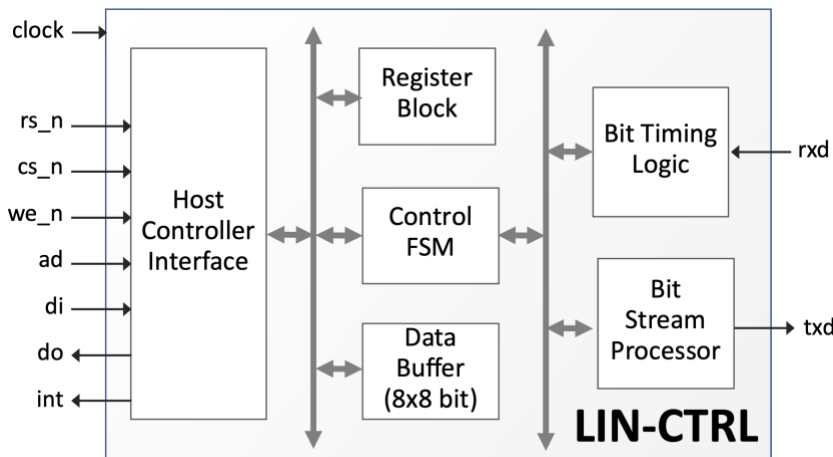 clock
rs_n
cs_n
we_n
ad
di
do
int
Host
Controller
Interface
Register
Block
Control
FSM
Data
Buffer
(8x8 bit)
Bit Timing
Logic
rxd
Bit
Stream
Processor
txd
LIN-CTRL